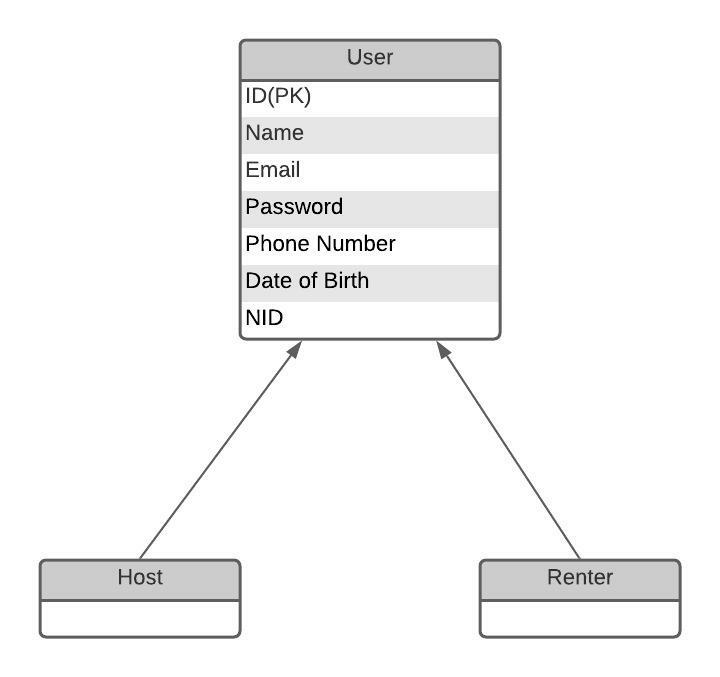 User
ID(PK)
Name
Email
Password
Phone Number
Date of Birth
NID
Host
Renter